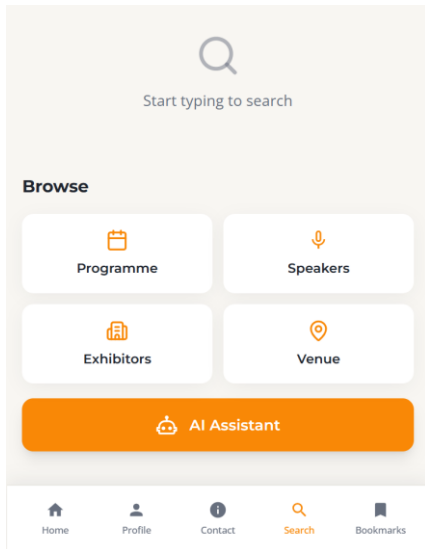 Start typing to search
Browse
Programme
Speakers
Exhibitors
Venue
AI Assistant
Home
Profile
Contact
Search
Bookmarks